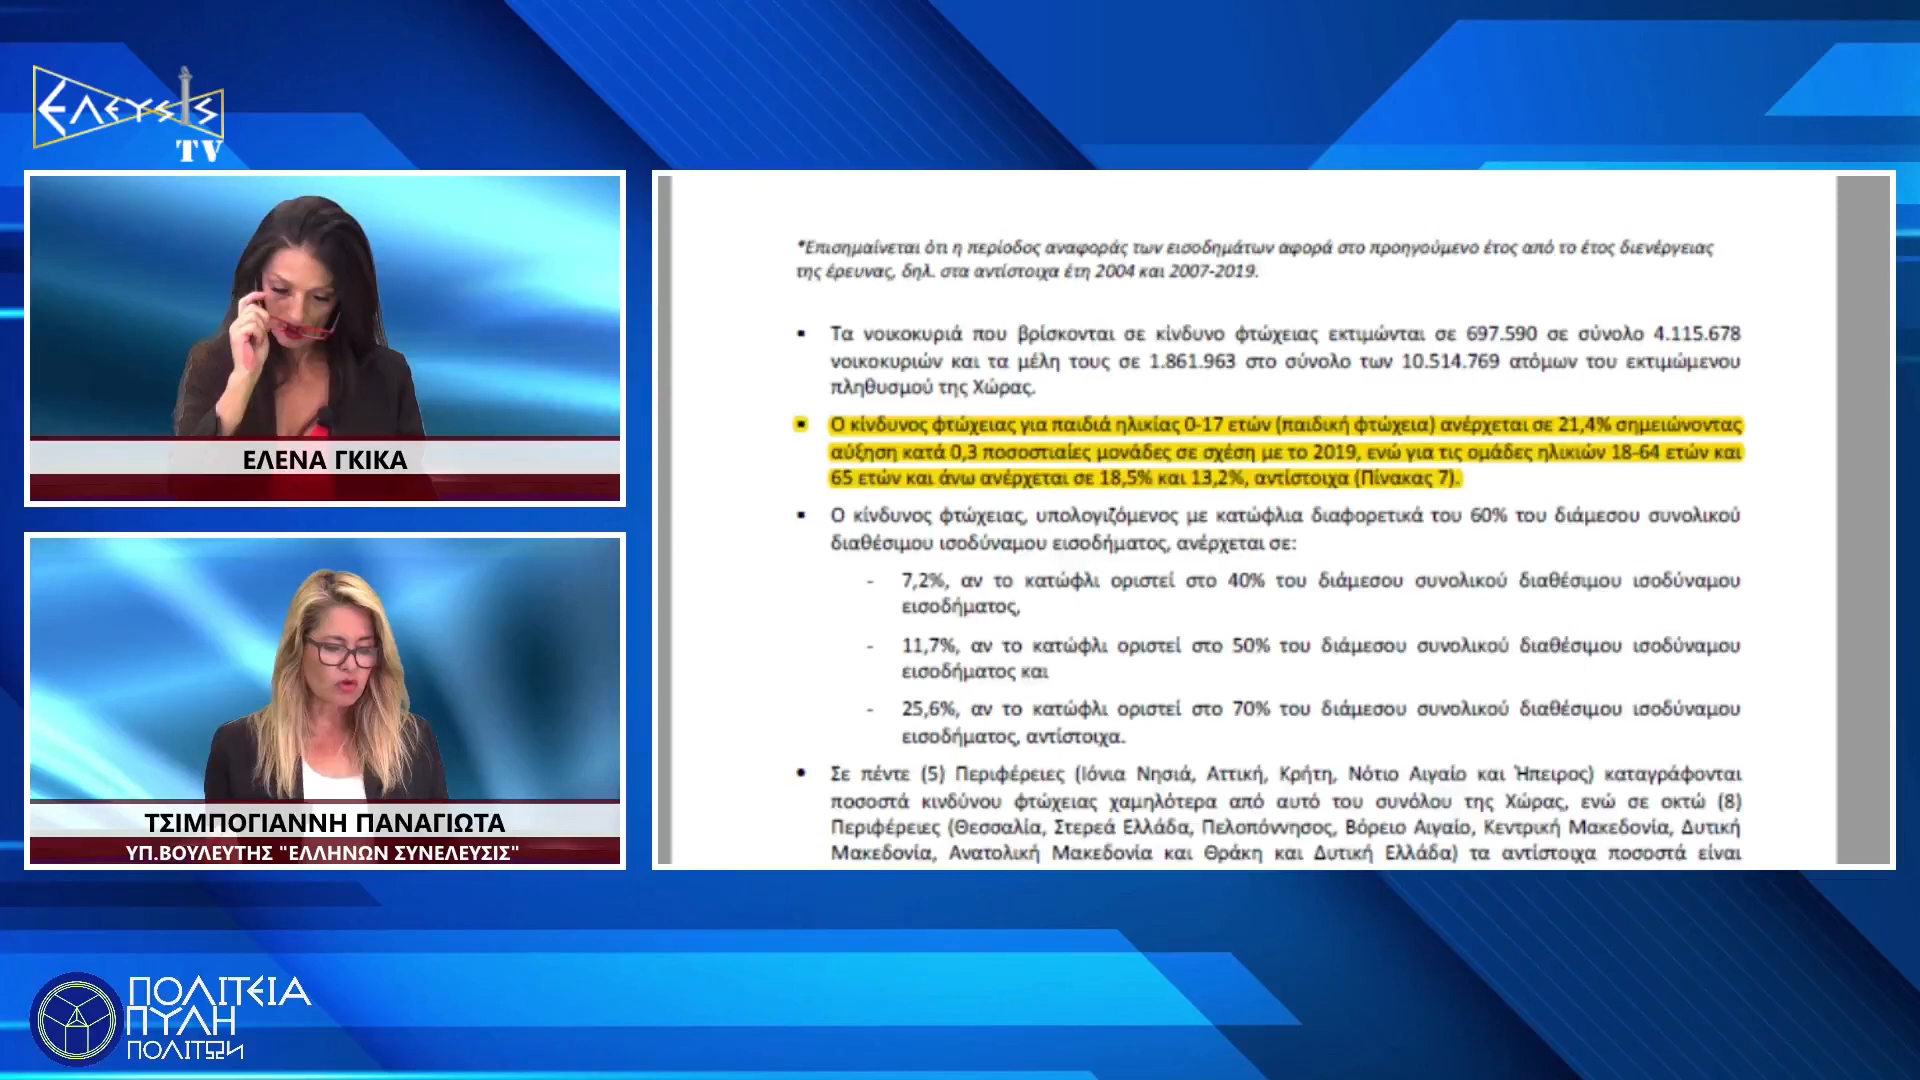 ΕΛΕΥSIS
TV
ΕΛΕΝΑ ΓΚΙΚΑ
ΤΣΙΜΠΟΓΙΑΝΝΗ ΠΑΝΑΓΙΩΤΑ
ΥΠ.ΒΟΥΛΕΥΤΗΣ "ΕΛΛΗΝΩΝ ΣΥΝΕΛΕΥΣΙΣ"
*Επισημαίνεται ότι η περίοδος αναφοράς των εισοδημάτων αφορά στο προηγούμενο έτος από το έτος διενέργειας
της έρευνας, δηλ. στα αντίστοιχα έτη 2004 και 2007-2019.
▪ Τα νοικοκυριά που βρίσκονται σε κίνδυνο φτώχειας εκτιμώνται σε 697.590 σε σύνολο 4.115.678
νοικοκυριών και τα μέλη τους σε 1.861.963 στο σύνολο των 10.514.769 ατόμων του εκτιμώμενου
πληθυσμού της Χώρας.
▪ Ο κίνδυνος φτώχειας για παιδιά ηλικίας 0-17 ετών (παιδική φτώχεια) ανέρχεται σε 21,4% σημειώνοντας
αύξηση κατά 0,3 ποσοστιαίες μονάδες σε σχέση με το 2019, ενώ για τις ομάδες ηλικιών 18-64 ετών και
65 ετών και άνω ανέρχεται σε 18,5% και 13,2%, αντίστοιχα (Πίνακας 7).
▪ Ο κίνδυνος φτώχειας, υπολογιζόμενος με κατώφλια διαφορετικά του 60% του διάμεσου συνολικού
διαθέσιμου ισοδύναμου εισοδήματος, ανέρχεται σε:
- 7,2%, αν το κατώφλι οριστεί στο 40% του διάμεσου συνολικού διαθέσιμου ισοδύναμου
εισοδήματος,
- 11,7%, αν το κατώφλι οριστεί στο 50% του διάμεσου συνολικού διαθέσιμου ισοδύναμου
εισοδήματος και
- 25,6%, αν το κατώφλι οριστεί στο 70% του διάμεσου συνολικού διαθέσιμου ισοδύναμου
εισοδήματος, αντίστοιχα.
• Σε πέντε (5) Περιφέρειες (Ιόνια Νησιά, Αττική, Κρήτη, Νότιο Αιγαίο και Ήπειρος) καταγράφονται
ποσοστά κινδύνου φτώχειας χαμηλότερα από αυτό του συνόλου της Χώρας, ενώ σε οκτώ (8)
Περιφέρειες (Θεσσαλία, Στερεά Ελλάδα, Πελοπόννησος, Βόρειο Αιγαίο, Κεντρική Μακεδονία, Δυτική
Μακεδονία, Ανατολική Μακεδονία και Θράκη και Δυτική Ελλάδα) τα αντίστοιχα ποσοστά είναι
ΠΟΛΙΤΕΙΑ
ΠΥΛΗ
ΠΟΛΙΤΩΝ